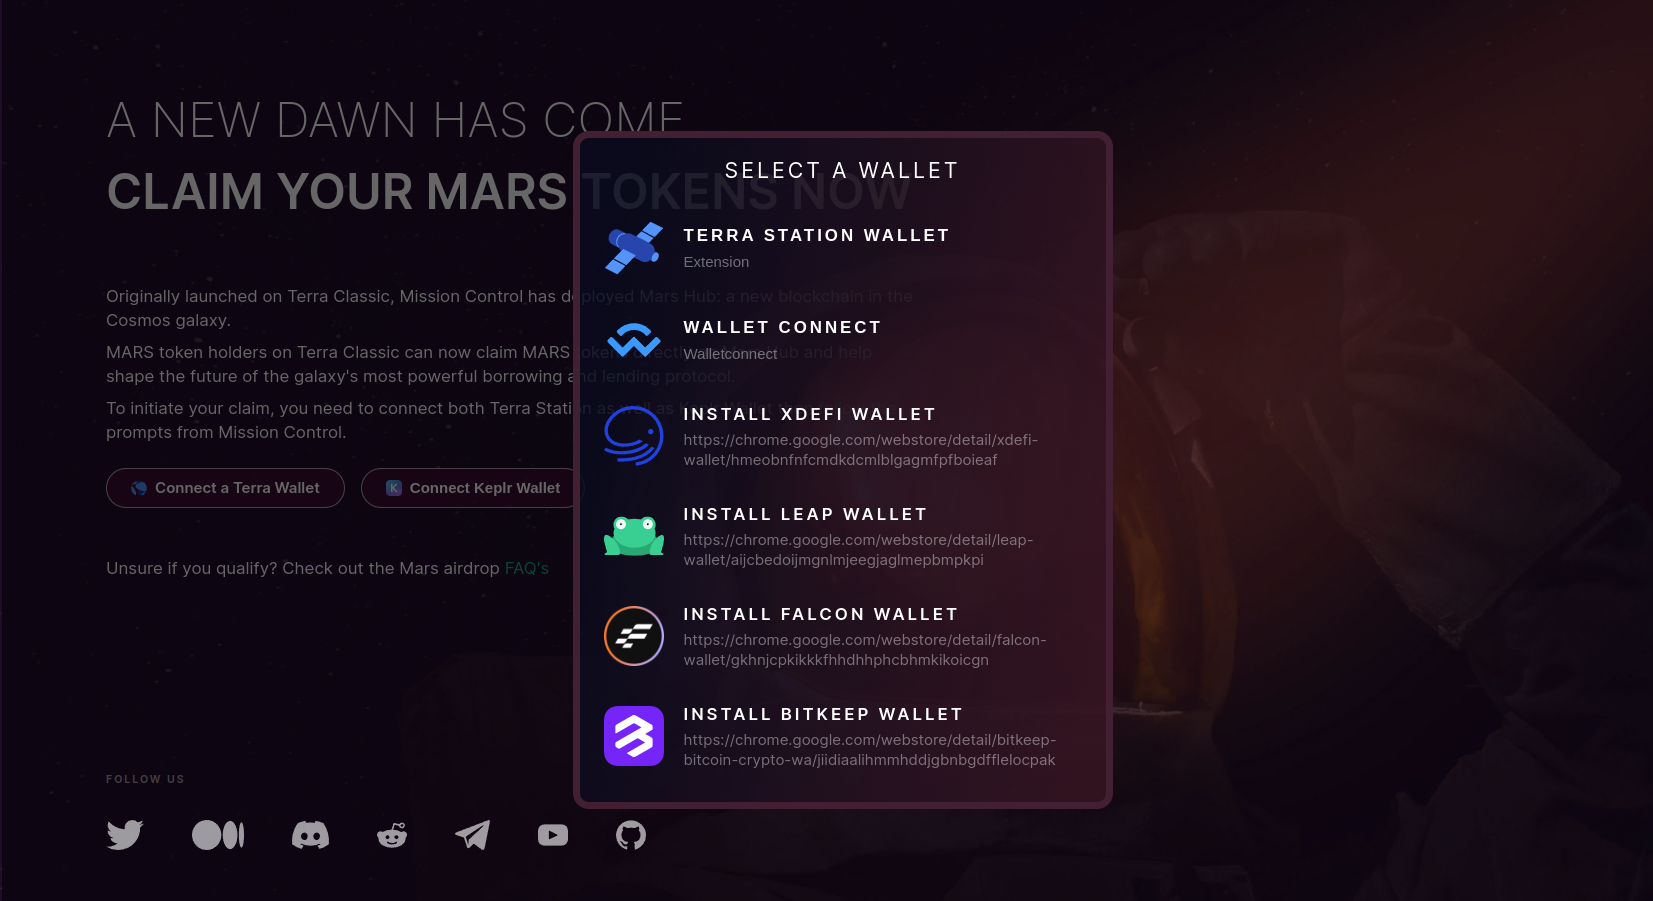 A NEW DAWN HAS COME
CLAIM YOUR MARS TOKENS NOW
Originally launched on Terra Classic, Mission Control has deployed Mars Hub: a new blockchain in the
Cosmos galaxy.
MARS token holders on Terra Classic can now claim MARS tokens directly on Mars Hub and help
shape the future of the galaxy's most powerful borrowing and lending protocol.
To initiate your claim, you need to connect both Terra Station as well as Keplr Wallet
prompts from Mission Control.
Connect a Terra Wallet
Connect Keplr Wallet
Unsure if you qualify? Check out the Mars airdrop FAQ's
FOLLOW US
SELECT A WALLET
TERRA STATION WALLET
Extension
WALLET CONNECT
Walletconnect
INSTALL XDEFI WALLET
https://chrome.google.com/webstore/detail/xdefi-
wallet/hmeobnfnfcmdkdcmlblgagmfpfboieaf
INSTALL LEAP WALLET
https://chrome.google.com/webstore/detail/leap-
wallet/aijcbedoijmgnlmjeegjaglmepbmpkpi
INSTALL FALCON WALLET
https://chrome.google.com/webstore/detail/falcon-
wallet/gkhnjcpkikkkfhhdhhphcbhmkikoicgn
INSTALL BITKEEP WALLET
https://chrome.google.com/webstore/detail/bitkeep-
bitcoin-crypto-wa/jiidiaalihmmhddjgbnbgdfflelocpak